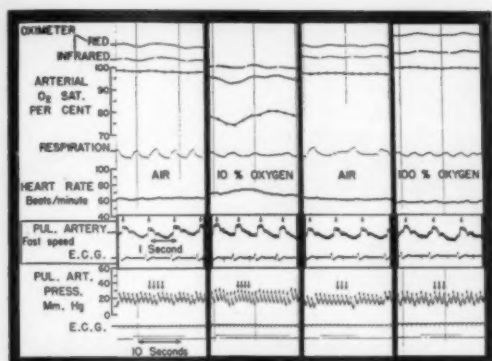 OXIMETER RED
INFRARED
100
ARTERIAL 90
O2 SAT.
PER CENT 80
70
RESPIRATION
AIR 10 % OXYGEN AIR 100 % OXYGEN
100
HEART RATE 80
Beats/minute 60
40
PUL. ARTERY
Fast speed
1 Second
E.C.G.
60
PUL. ART. 40
PRESS. 20
Mm. Hg 0
E.C.G.
10 Seconds